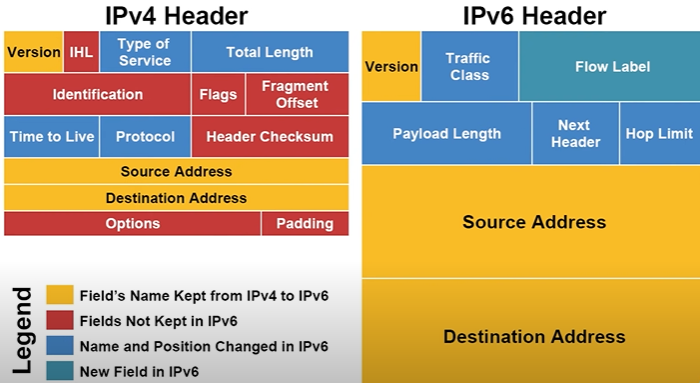 IPv4 Header
Version IHL Type of Service Total Length
Identification Flags Fragment Offset
Time to Live Protocol Header Checksum
Source Address
Destination Address
Options Padding
IPv6 Header
Version Traffic Class Flow Label
Payload Length Next Header Hop Limit
Source Address
Destination Address
Legend
Field's Name Kept from IPv4 to IPv6
Fields Not Kept in IPv6
Name and Position Changed in IPv6
New Field in IPv6